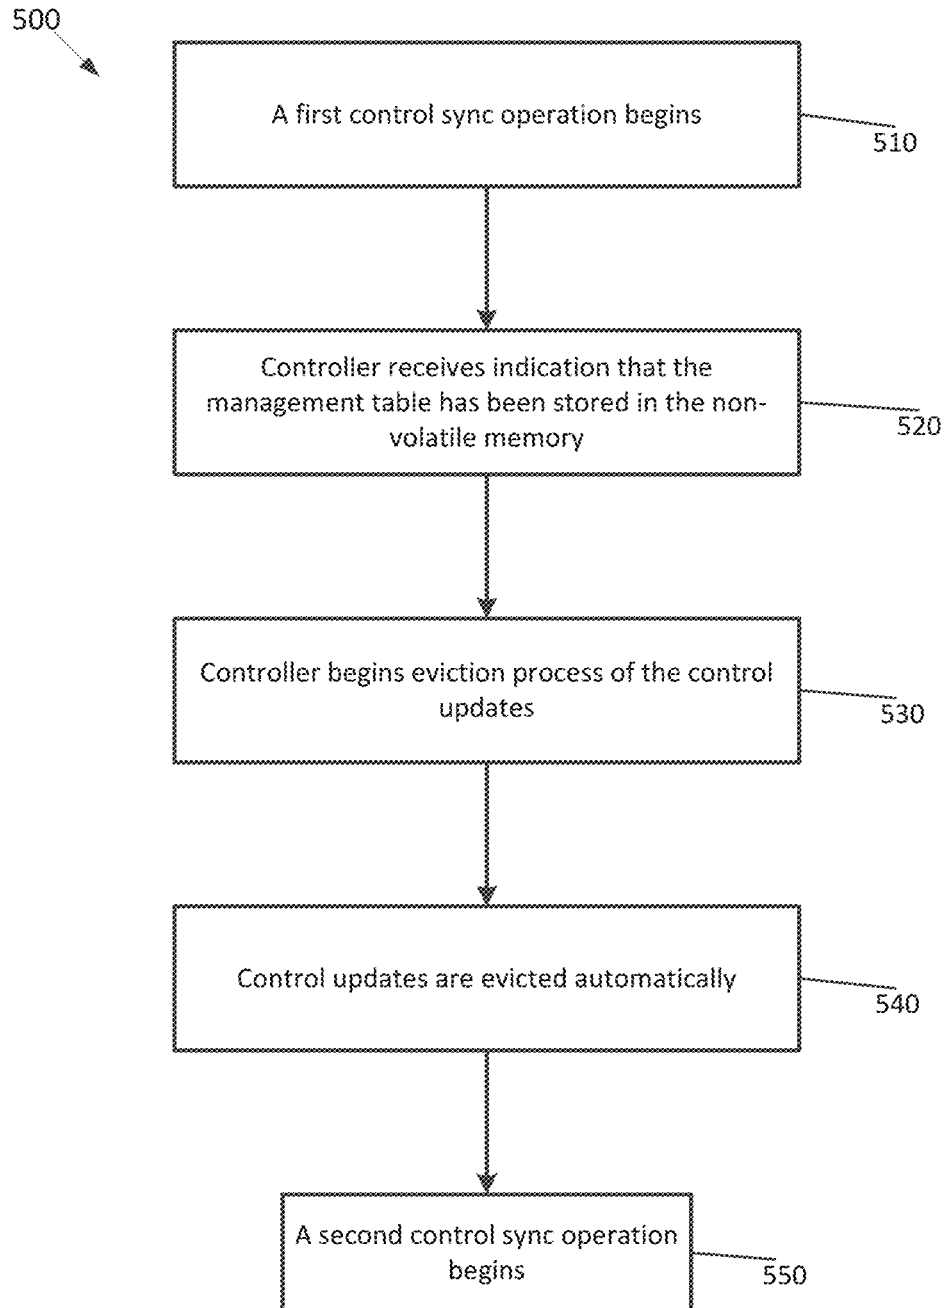 500
A first control sync operation begins
510
Controller receives indication that the
management table has been stored in the non-
volatile memory
520
Controller begins eviction process of the control
updates
530
Control updates are evicted automatically
540
A second control sync operation
begins
550